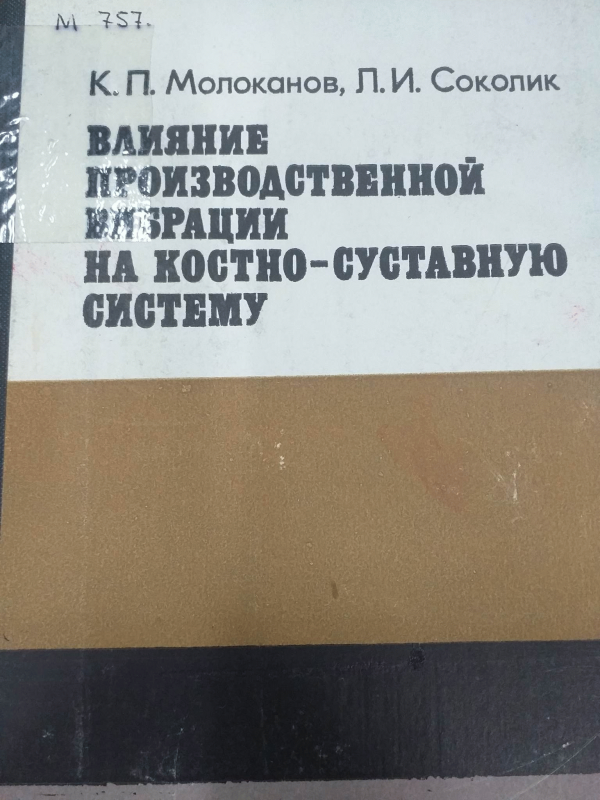 М 757.
К. П. Молоканов, Л. И. Соколик
ВЛИЯНИЕ
ПРОИЗВОДСТВЕННОЙ
ВИБРАЦИИ
НА КОСТНО-СУСТАВНУЮ
СИСТЕМУ